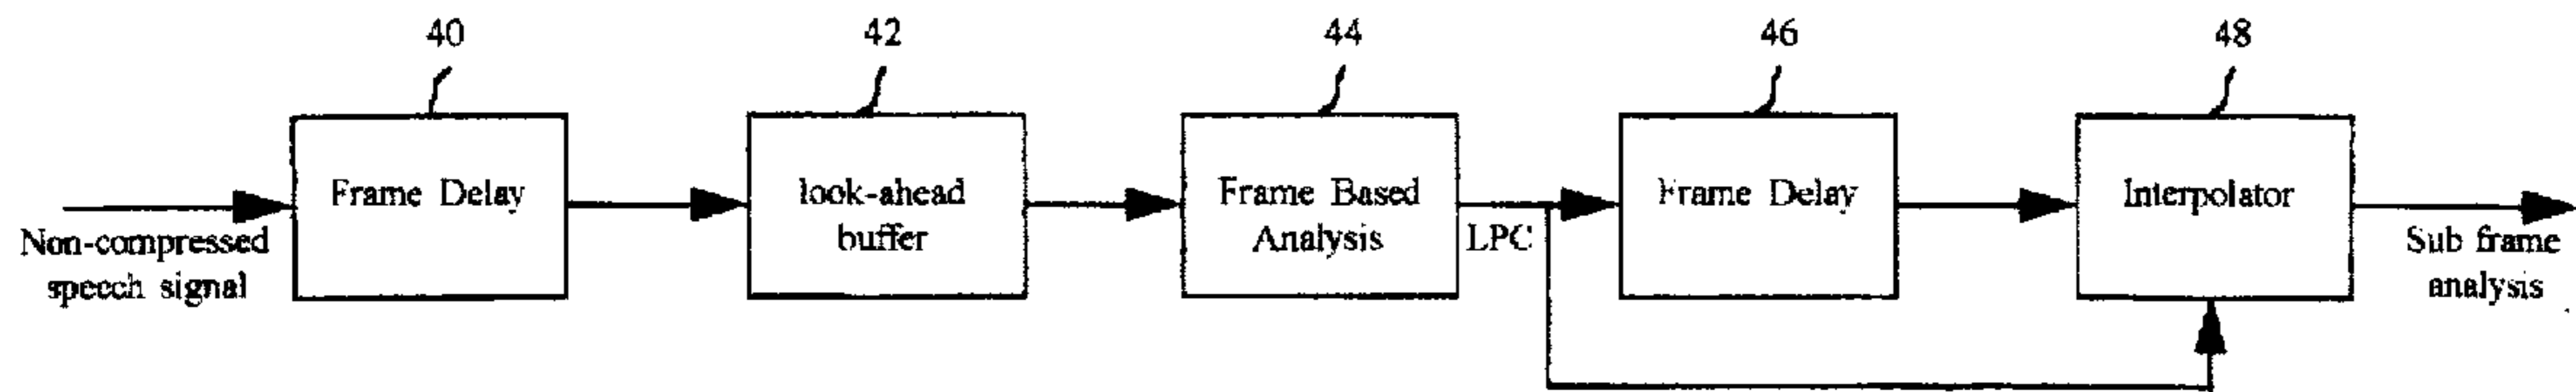 40
42
44
46
48
Frame Delay
look-ahead
buffer
Frame Based
Analysis
Frame Delay
Interpolator
Non-compressed
speech signal
LPC
Sub frame
analysis